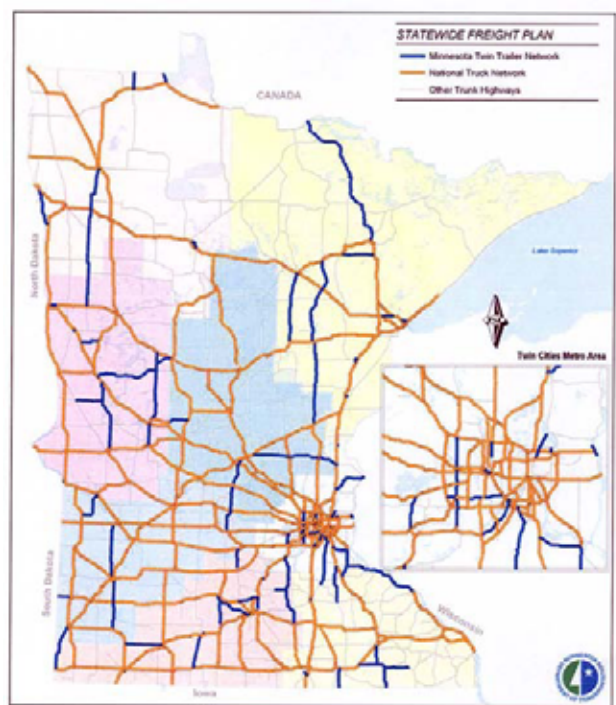 STATEWIDE FREIGHT PLAN
Minnesota Twin Trailer Network
National Truck Network
Other Trunk Highways
CANADA
North Dakota
Lake Superior
Twin Cities Metro Area
South Dakota
Wisconsin
Iowa